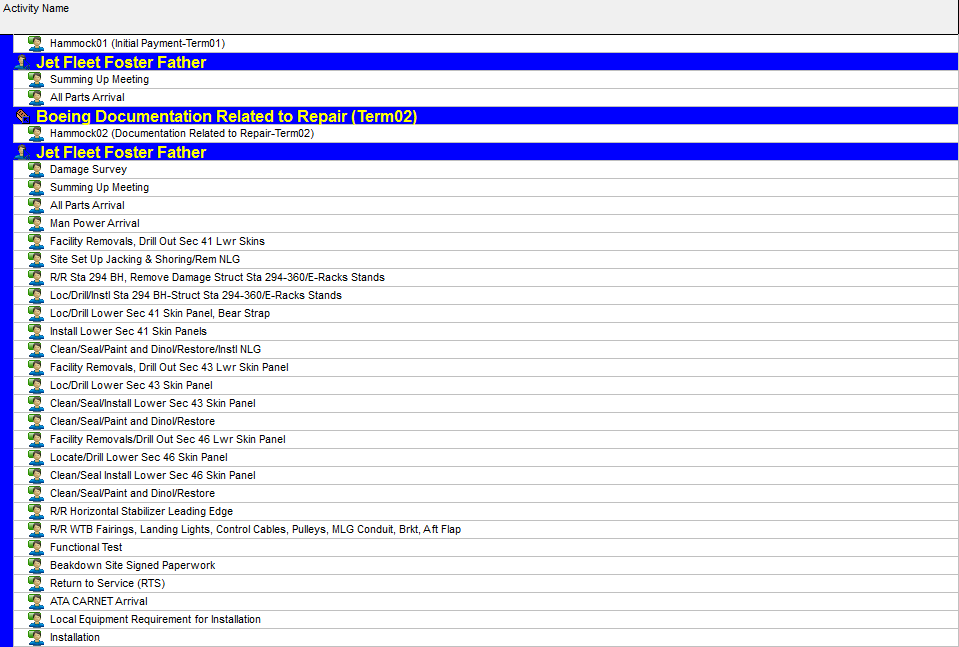 Activity Name
Hammock01 (Initial Payment-Term01)
Jet Fleet Foster Father
Summing Up Meeting
All Parts Arrival
Boeing Documentation Related to Repair (Term02)
Hammock02 (Documentation Related to Repair-Term02)
Jet Fleet Foster Father
Damage Survey
Summing Up Meeting
All Parts Arrival
Man Power Arrival
Facility Removals, Drill Out Sec 41 Lwr Skins
Site Set Up Jacking & Shoring/Rem NLG
R/R Sta 294 BH, Remove Damage Struct Sta 294-360/E-Racks Stands
Loc/Drill/Instl Sta 294 BH-Struct Sta 294-360/E-Racks Stands
Loc/Drill Lower Sec 41 Skin Panel, Bear Strap
Install Lower Sec 41 Skin Panels
Clean/Seal/Paint and Dinol/Restore/Instl NLG
Facility Removals, Drill Out Sec 43 Lwr Skin Panel
Loc/Drill Lower Sec 43 Skin Panel
Clean/Seal/Install Lower Sec 43 Skin Panel
Clean/Seal/Paint and Dinol/Restore
Facility Removals/Drill Out Sec 46 Lwr Skin Panel
Locate/Drill Lower Sec 46 Skin Panel
Clean/Seal Install Lower Sec 46 Skin Panel
Clean/Seal/Paint and Dinol/Restore
R/R Horizontal Stabilizer Leading Edge
R/R WTB Fairings, Landing Lights, Control Cables, Pulleys, MLG Conduit, Brkt, Aft Flap
Functional Test
Beakdown Site Signed Paperwork
Return to Service (RTS)
ATA CARNET Arrival
Local Equipment Requirement for Installation
Installation